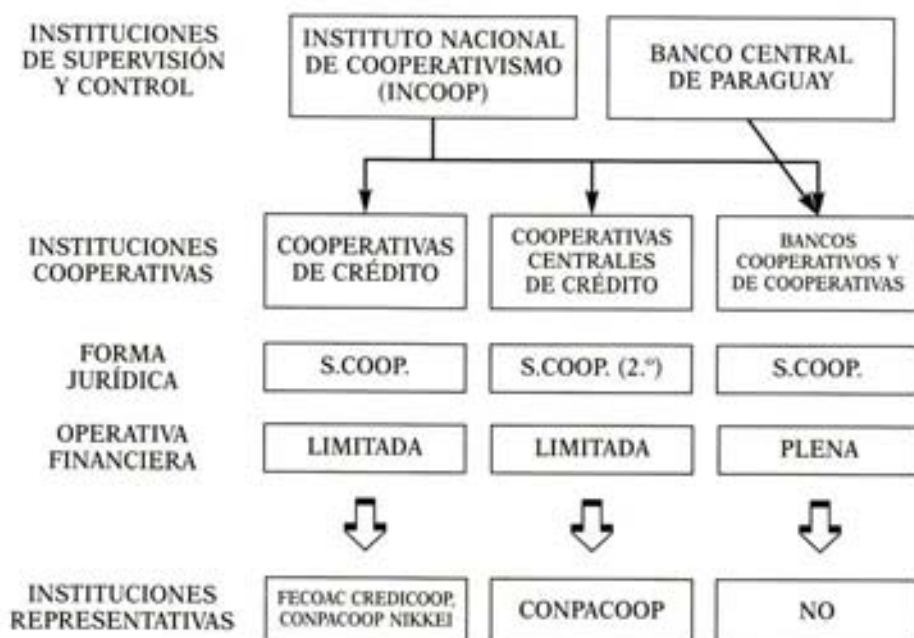 INSTITUCIONES
DE SUPERVISIÓN
Y CONTROL
INSTITUTO NACIONAL
DE COOPERATIVISMO
(INCOOP)
BANCO CENTRAL
DE PARAGUAY
INSTITUCIONES
COOPERATIVAS
COOPERATIVAS
DE CRÉDITO
COOPERATIVAS
CENTRALES
DE CRÉDITO
BANCOS
COOPERATIVOS Y
DE COOPERATIVAS
FORMA
JURÍDICA
S.COOP.
S.COOP. (2.º)
S.COOP.
OPERATIVA
FINANCIERA
LIMITADA
LIMITADA
PLENA
INSTITUCIONES
REPRESENTATIVAS
FECOAC CREDICOOP,
CONPACOOP NIKKEI
CONPACOOP
NO